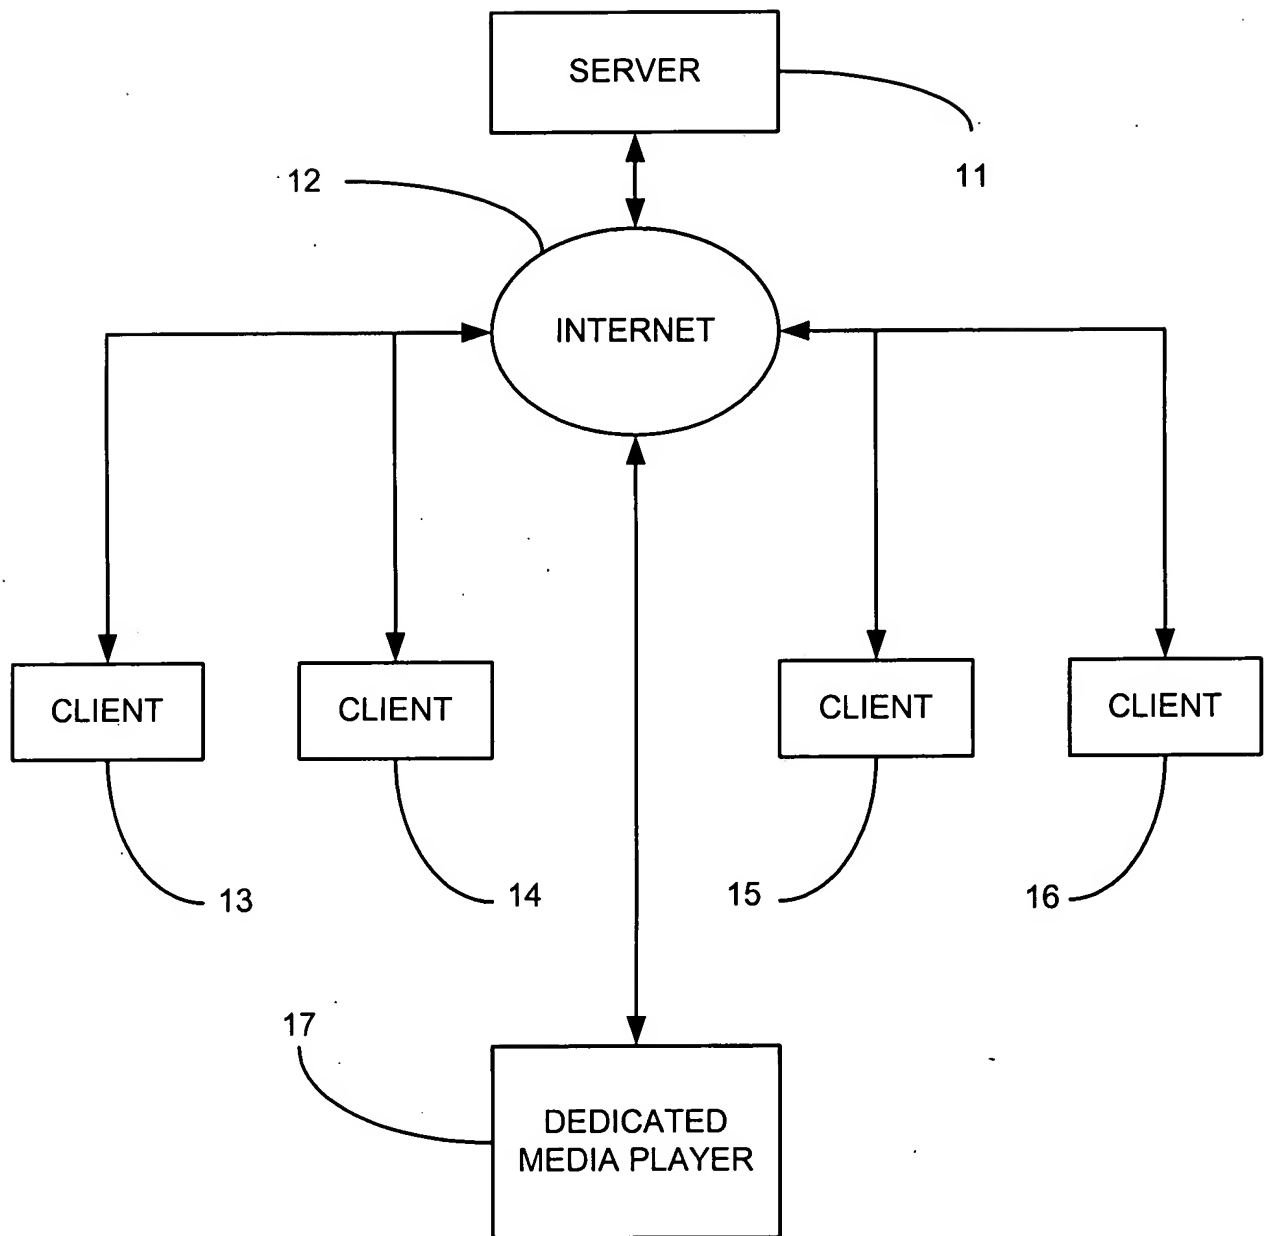 SERVER
11
12
INTERNET
CLIENT
CLIENT
CLIENT
CLIENT
13
14
15
16
17
DEDICATED
MEDIA PLAYER